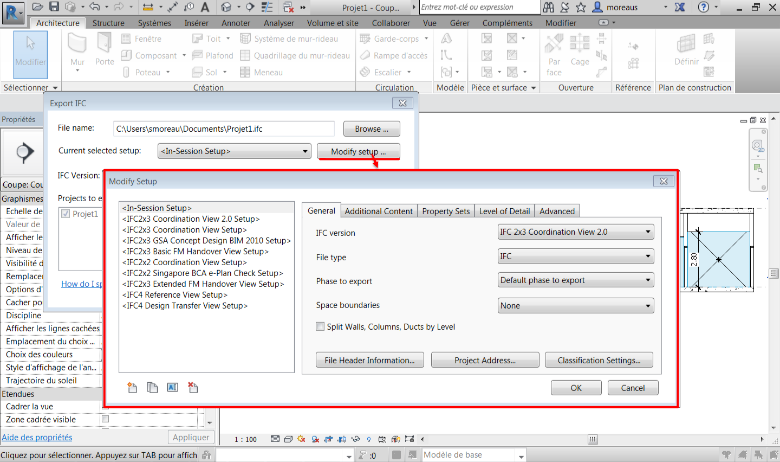 Projet1 - Coup...
Entrez mot-clé ou expression
moreaus
Architecture Structure Systèmes Insérer Annoter Analyser Volume et site Collaborer Vue Gérer Compléments Modifier
Modifier
Mur
Porte
Fenêtre
Composant
Poteau
Toit
Plafond
Sol
Système de mur-rideau
Quadrillage du mur-rideau
Meneau
Garde-corps
Rampe d'accès
Escalier
Par face
Cage
Définir
Sélectionner Création Circulation Modèle Pièce et surface Ouverture Référence Plan de construction
Export IFC
File name: C:\Users\smoreau\Documents\Projet1.ifc Browse ...
Current selected setup: <In-Session Setup> Modify setup ...
IFC Version:
Projects to e
Projet1
How do I sp
Propriétés
Coupe: Cou
Graphismes
Echelle de
Valeur de
Afficher le
Niveau de
Visibilité d
Remplacem
Options d'
Cacher po
Discipline
Afficher les lignes cachées
Emplacement du choix ...
Choix des couleurs
Style d'affichage de l'an...
Trajectoire du soleil
Etendues
Cadrer la vue
Zone cadrée visible
Aide des propriétés Appliquer
Modify Setup
<In-Session Setup>
<IFC2x3 Coordination View 2.0 Setup>
<IFC2x3 Coordination View Setup>
<IFC2x3 GSA Concept Design BIM 2010 Setup>
<IFC2x3 Basic FM Handover View Setup>
<IFC2x2 Coordination View Setup>
<IFC2x2 Singapore BCA e-Plan Check Setup>
<IFC2x3 Extended FM Handover View Setup>
<IFC4 Reference View Setup>
<IFC4 Design Transfer View Setup>
General Additional Content Property Sets Level of Detail Advanced
IFC version IFC 2x3 Coordination View 2.0
File type IFC
Phase to export Default phase to export
Space boundaries None
Split Walls, Columns, Ducts by Level
File Header Information... Project Address... Classification Settings...
OK Cancel
2.80
1 : 100
Cliquez pour sélectionner. Appuyez sur TAB pour affich
:0
Modèle de base